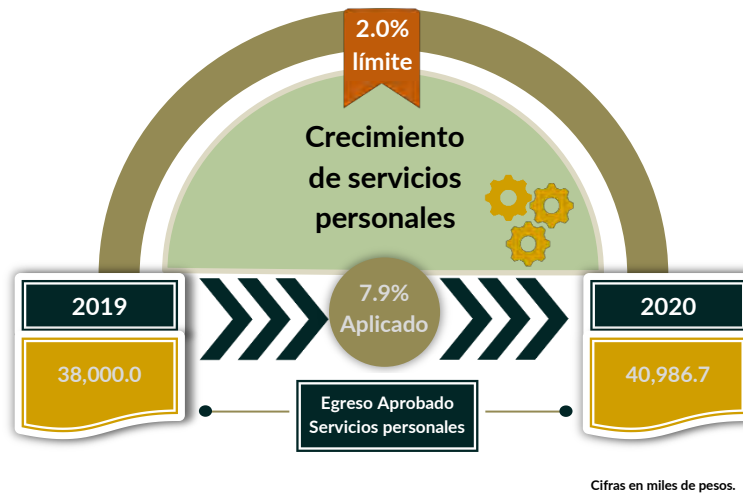 2.0%
límite
Crecimiento
de servicios
personales
2019
7.9%
Aplicado
2020
38,000.0
40,986.7
Egreso Aprobado
Servicios personales
Cifras en miles de pesos.